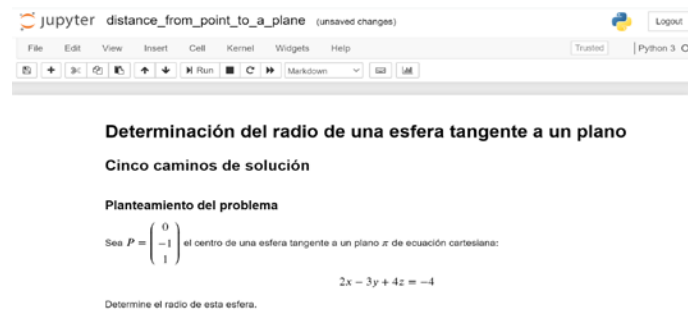 jupyter distance_from_point_to_a_plane (unsaved changes) Logout
File Edit View Insert Cell Kernel Widgets Help Trusted Python 3 O
Run Markdown
Determinación del radio de una esfera tangente a un plano
Cinco caminos de solución
Planteamiento del problema
0
Sea P = -1 el centro de una esfera tangente a un plano π de ecuación cartesiana:
1
2x − 3y + 4z = −4
Determine el radio de esta esfera.